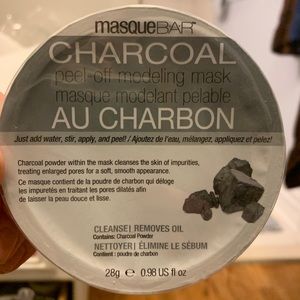 masqueBAR
CHARCOAL
peel-off modeling mask
masque modelant pelable
AU CHARBON
Just add water, stir, apply, and peel! / Ajoutez de l'eau, mélangez, appliquez et pelez!
Charcoal powder within the mask cleanses the skin of impurities,
treating enlarged pores for a soft, smooth appearance.
Ce masque contient de la poudre de charbon qui déloge
les impuretés en traitant les pores dilatés afin
de laisser la peau douce et lisse.
CLEANSE | REMOVES OIL
Contains: Charcoal Powder
NETTOYER | ÉLIMINE LE SÉBUM
Contient : poudre de charbon
28g e 0.98 US fl oz